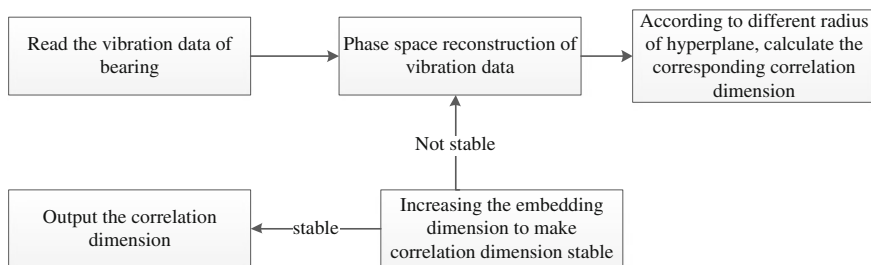 Read the vibration data of
bearing
Phase space reconstruction of
vibration data
According to different radius
of hyperplane, calculate the
corresponding correlation
dimension
Not stable
Output the correlation
dimension
stable
Increasing the embedding
dimension to make
correlation dimension stable